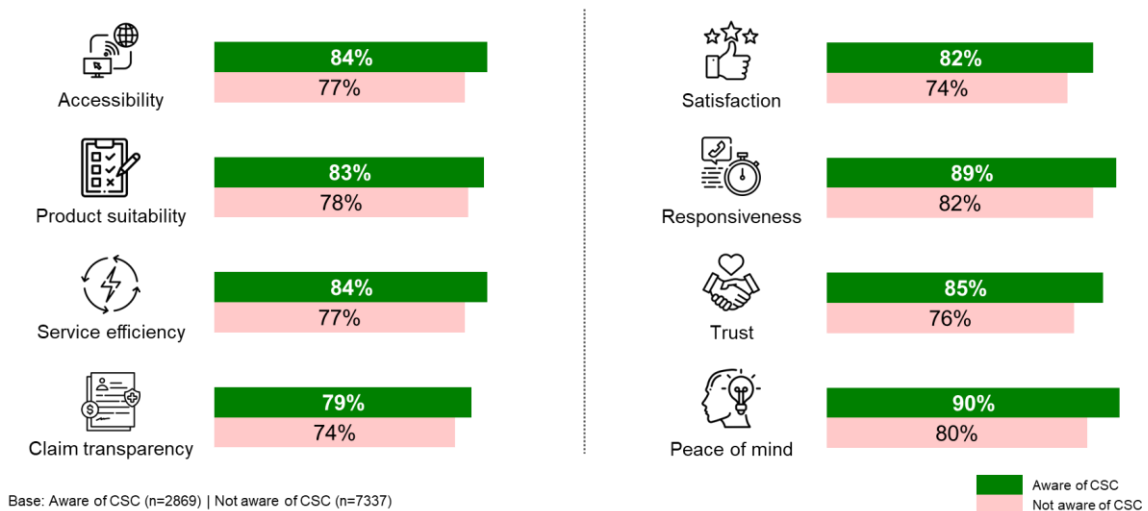 84%
77%
Accessibility
83%
78%
Product suitability
84%
77%
Service efficiency
79%
74%
Claim transparency
82%
74%
Satisfaction
89%
82%
Responsiveness
85%
76%
Trust
90%
80%
Peace of mind
Base: Aware of CSC (n=2869) | Not aware of CSC (n=7337)
Aware of CSC
Not aware of CSC